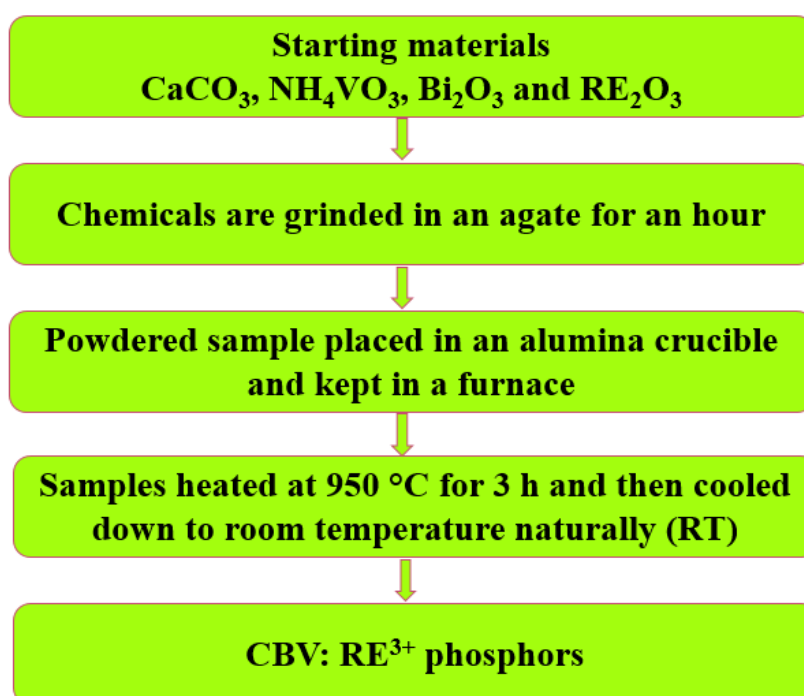 Starting materials
CaCO₃, NH₄VO₃, Bi₂O₃ and RE₂O₃
Chemicals are grinded in an agate for an hour
Powdered sample placed in an alumina crucible
and kept in a furnace
Samples heated at 950 °C for 3 h and then cooled
down to room temperature naturally (RT)
CBV: RE³⁺ phosphors